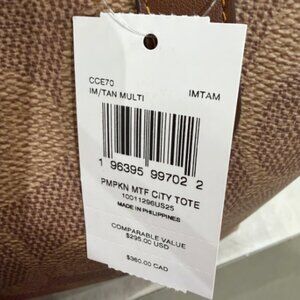 CCE70
IM/TAN MULTI IMTAM
1 96395 99702 2
PMPKN MTF CITY TOTE
10011296US25
MADE IN PHILIPPINES
COMPARABLE VALUE
$295.00 USD
$360.00 CAD